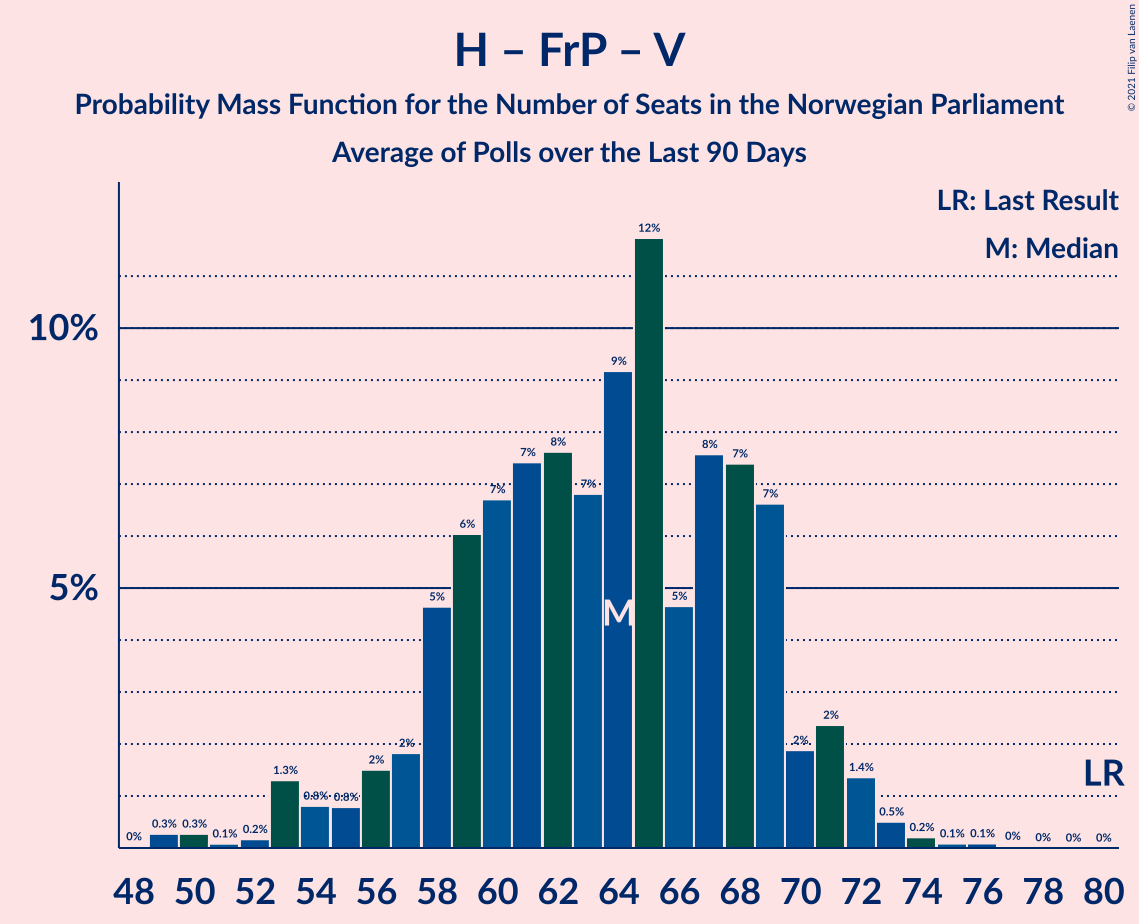 H – FrP – V
Probability Mass Function for the Number of Seats in the Norwegian Parliament
Average of Polls over the Last 90 Days
© 2021 Filip van Laenen
LR: Last Result
M: Median
10%
5%
0% 0.3% 0.3% 0.1% 0.2% 1.3% 0.8% 0.8% 2% 2% 5% 6% 7% 7% 8% 7% 9% 12% 5% 8% 7% 7% 2% 2% 1.4% 0.5% 0.2% 0.1% 0.1% 0% 0% 0% 0%
M
LR
48 50 52 54 56 58 60 62 64 66 68 70 72 74 76 78 80